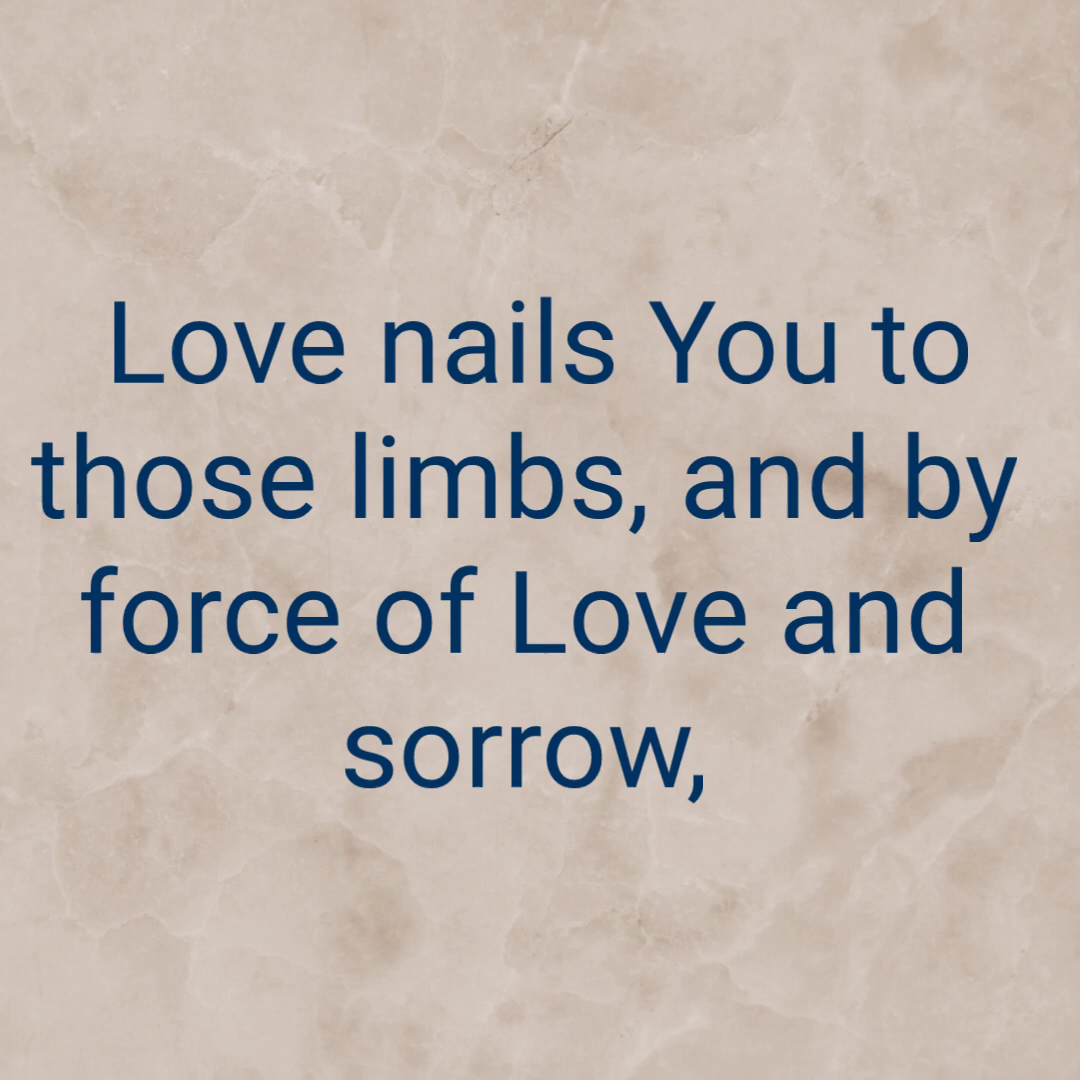 Love nails You to
those limbs, and by
force of Love and
sorrow,